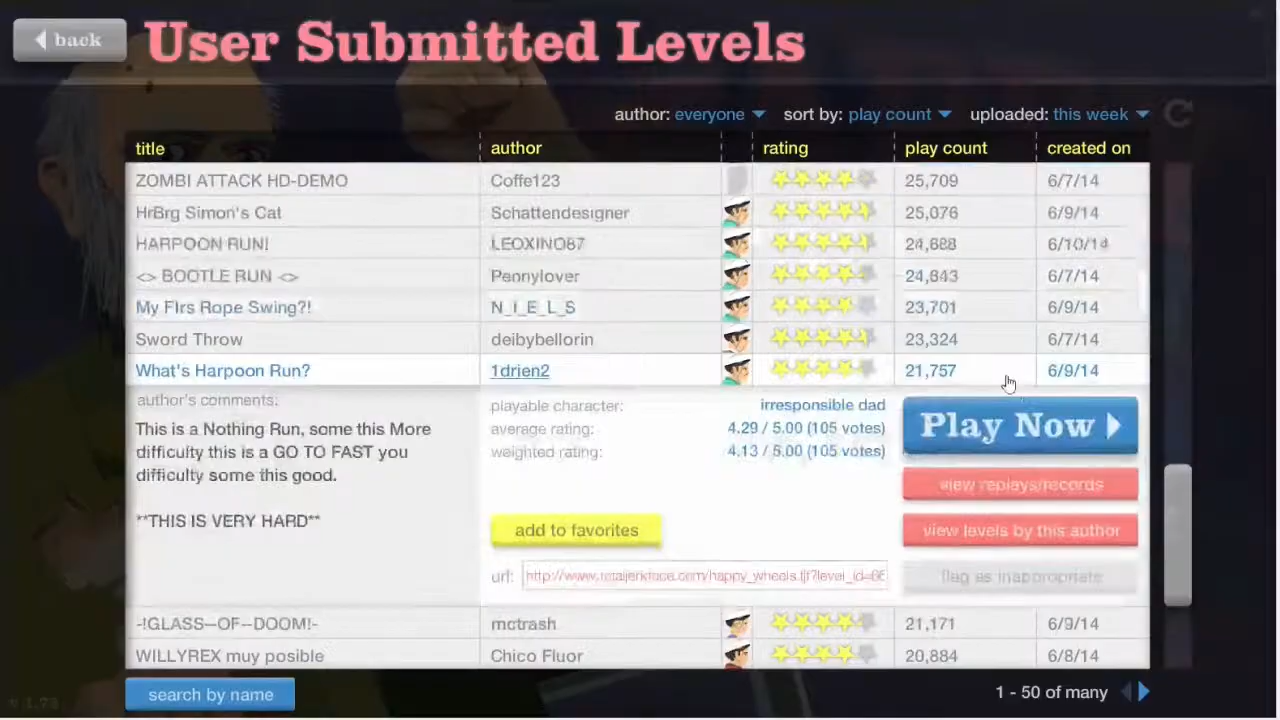 back
User Submitted Levels
author: everyone sort by: play count uploaded: this week
title author rating play count created on
ZOMBI ATTACK HD-DEMO Coffe123 25,709 6/7/14
HrBrg Simon's Cat Schattendesigner 25,076 6/9/14
HARPOON RUN! LEOXINO87 24,688 6/10/14
<> BOOTLE RUN <> Pennylover 24,643 6/7/14
My FIrs Rope Swing?! N_I_E_L_S 23,701 6/9/14
Sword Throw deibybellorin 23,324 6/7/14
What's Harpoon Run? 1drien2 21,757 6/9/14
author's comments:
This is a Nothing Run, some this More
difficulty this is a GO TO FAST you
difficulty some this good.
**THIS IS VERY HARD**
playable character: irresponsible dad
average rating: 4.29 / 5.00 (105 votes)
weighted rating: 4.13 / 5.00 (105 votes)
add to favorites
url:
Play Now
view replays/records
view levels by this author
flag as inappropriate
-!GLASS--OF--DOOM!- mctrash 21,171 6/9/14
WILLYREX muy posible Chico Fluor 20,884 6/8/14
search by name
1 - 50 of many